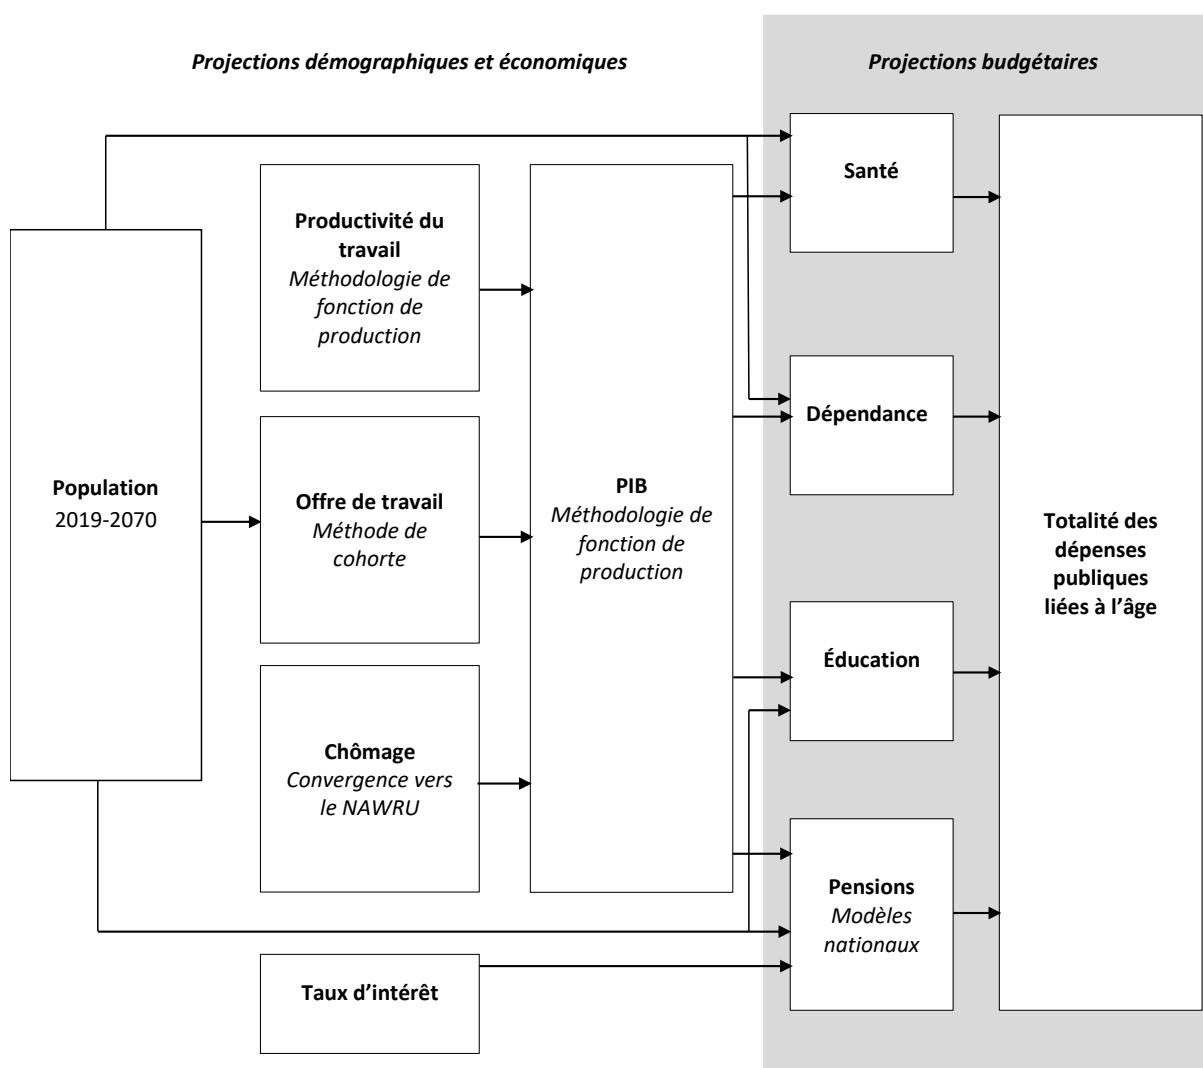 Projections démographiques et économiques
Projections budgétaires
Population
2019-2070
Productivité du
travail
Méthodologie de
fonction de
production
Offre de travail
Méthode de
cohorte
Chômage
Convergence vers
le NAWRU
Taux d’intérêt
PIB
Méthodologie de
fonction de
production
Santé
Dépendance
Éducation
Pensions
Modèles
nationaux
Totalité des
dépenses
publiques
liées à l’âge